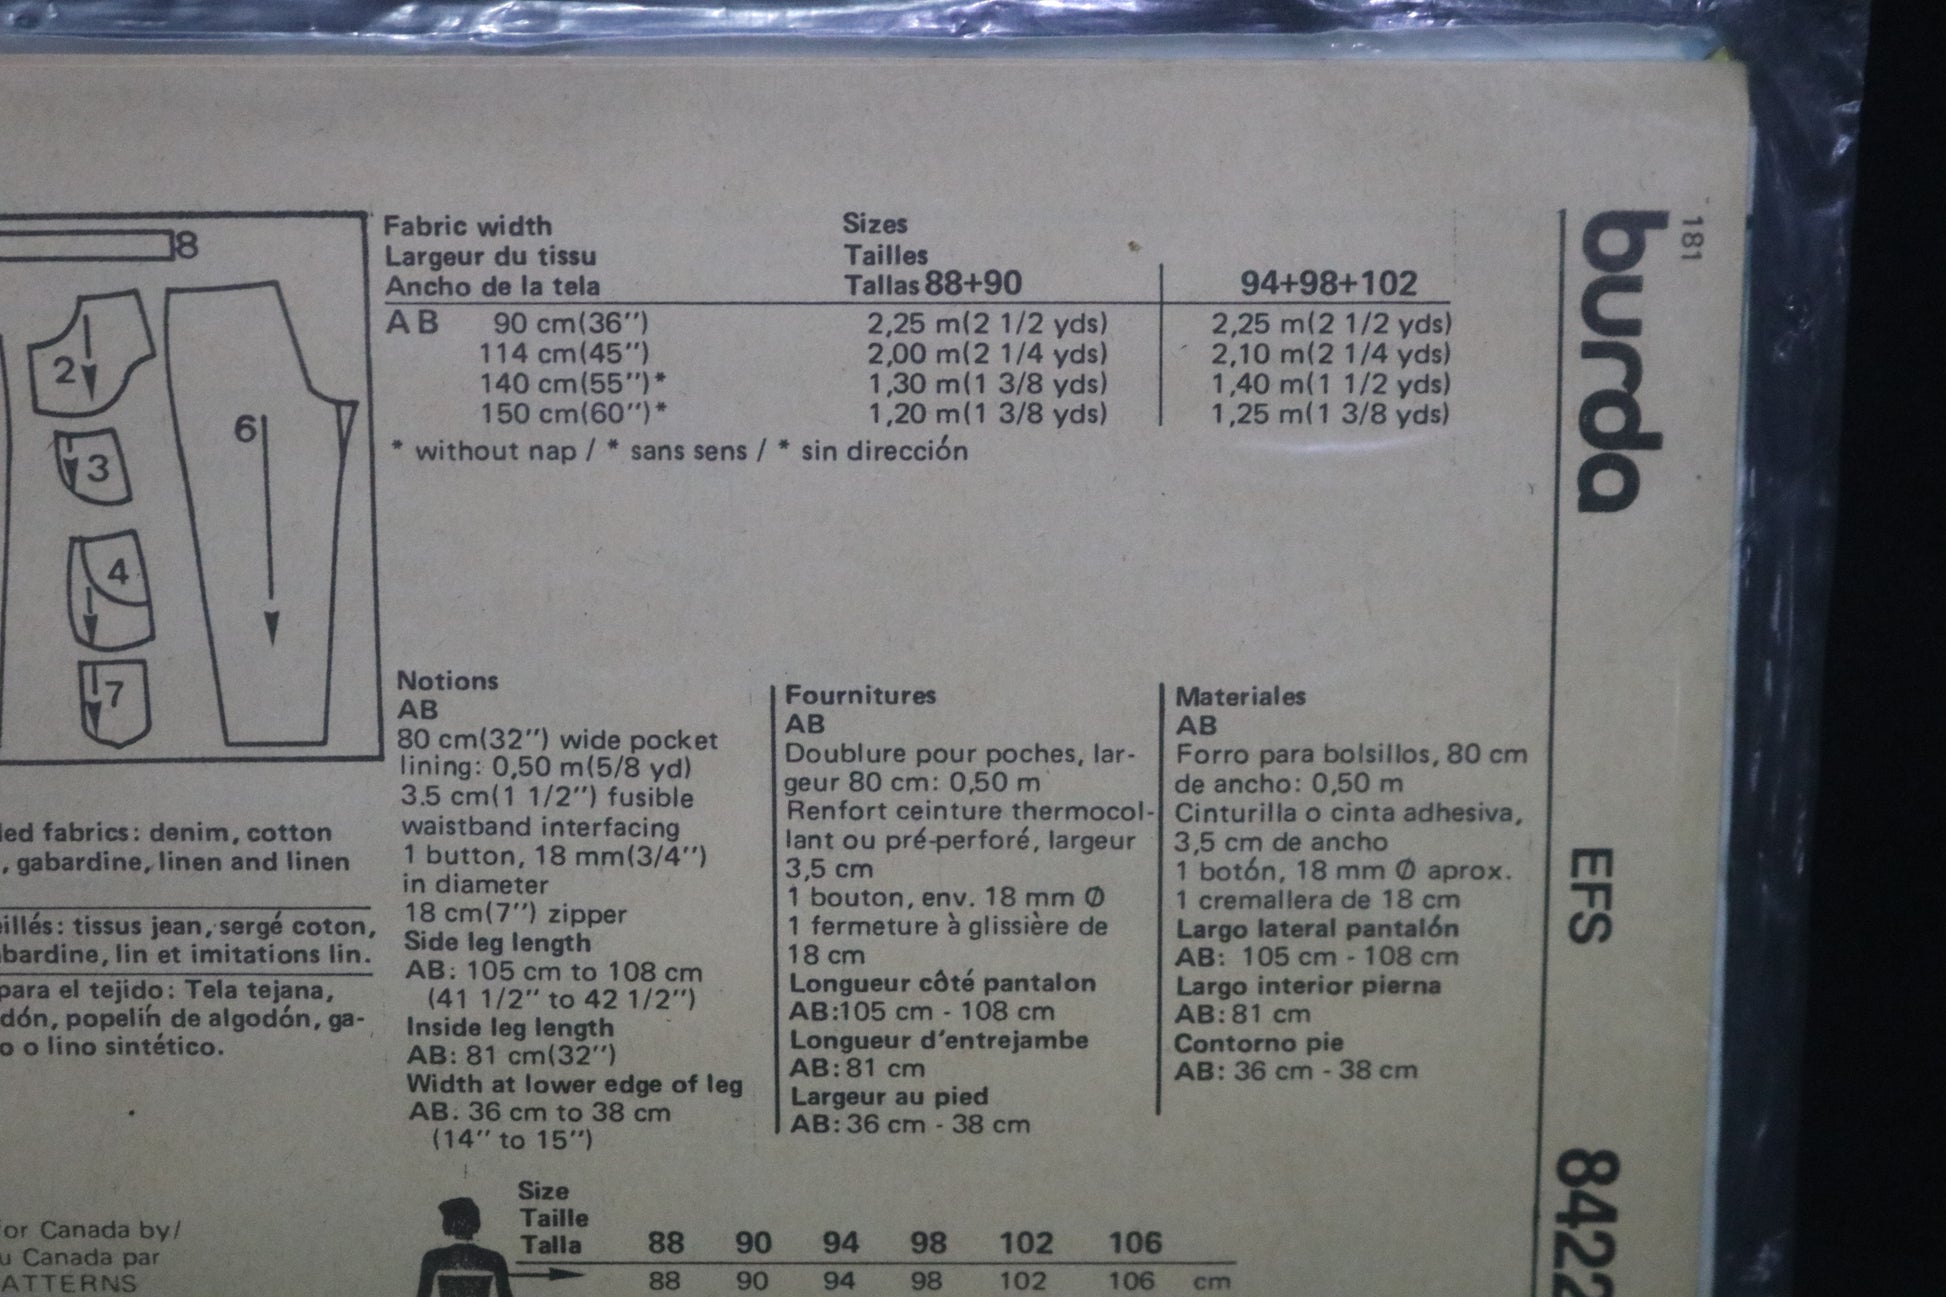 8
2
3
4
7
6
Fabric width
Largeur du tissu
Ancho de la tela
Sizes
Tailles
Tallas 88+90
94+98+102
AB 90 cm(36'') 2,25 m(2 1/2 yds) 2,25 m(2 1/2 yds)
114 cm(45'') 2,00 m(2 1/4 yds) 2,10 m(2 1/4 yds)
140 cm(55'')* 1,30 m(1 3/8 yds) 1,40 m(1 1/2 yds)
150 cm(60'')* 1,20 m(1 3/8 yds) 1,25 m(1 3/8 yds)
* without nap / * sans sens / * sin dirección
led fabrics: denim, cotton
, gabardine, linen and linen
illés: tissus jean, sergé coton,
bardine, lin et imitations lin.
para el tejido: Tela tejana,
dón, popelín de algodón, ga-
o o lino sintético.
or Canada by/
u Canada par
ATTERNS
Notions
AB
80 cm(32'') wide pocket
lining: 0,50 m(5/8 yd)
3.5 cm(1 1/2'') fusible
waistband interfacing
1 button, 18 mm(3/4'')
in diameter
18 cm(7'') zipper
Side leg length
AB: 105 cm to 108 cm
(41 1/2'' to 42 1/2'')
Inside leg length
AB: 81 cm(32'')
Width at lower edge of leg
AB: 36 cm to 38 cm
(14'' to 15'')
Fournitures
AB
Doublure pour poches, lar-
geur 80 cm: 0,50 m
Renfort ceinture thermocol-
lant ou pré-perforé, largeur
3,5 cm
1 bouton, env. 18 mm Ø
1 fermeture à glissière de
18 cm
Longueur côté pantalon
AB:105 cm - 108 cm
Longueur d'entrejambe
AB: 81 cm
Largeur au pied
AB: 36 cm - 38 cm
Materiales
AB
Forro para bolsillos, 80 cm
de ancho: 0,50 m
Cinturilla o cinta adhesiva,
3,5 cm de ancho
1 botón, 18 mm Ø aprox.
1 cremallera de 18 cm
Largo lateral pantalón
AB: 105 cm - 108 cm
Largo interior pierna
AB: 81 cm
Contorno pie
AB: 36 cm - 38 cm
Size
Taille
Talla 88 90 94 98 102 106
88 90 94 98 102 106 cm
181
burda
EFS
8422